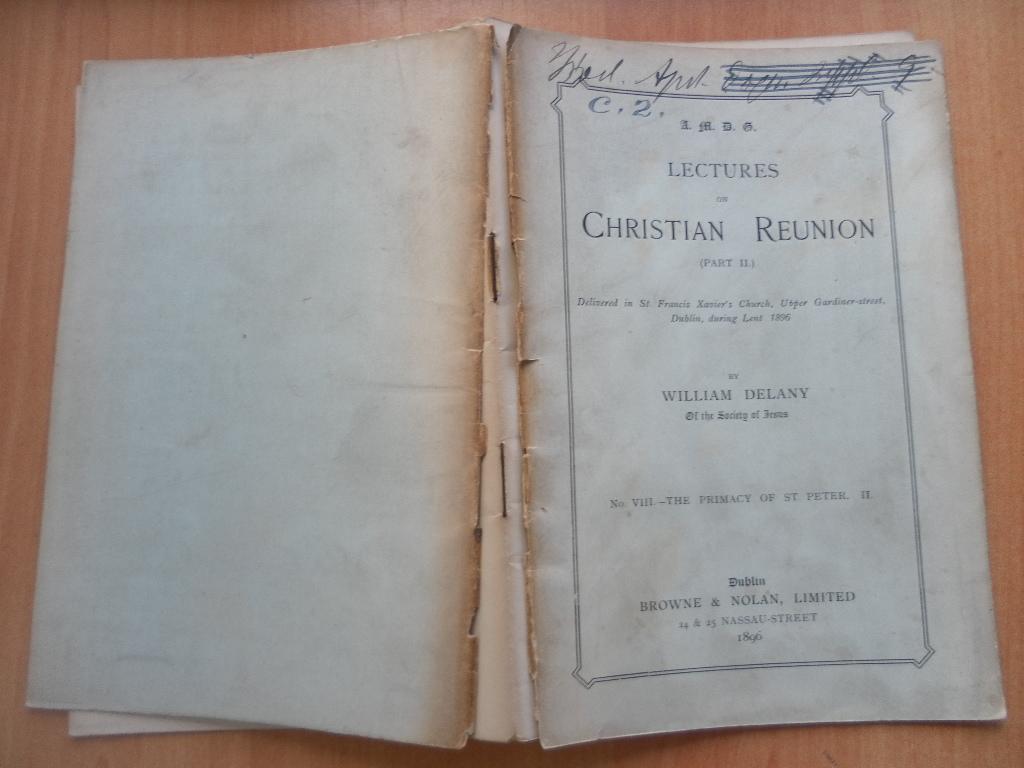 C. 2.
A. M. D. G.
LECTURES
ON
CHRISTIAN REUNION
(PART II.)
Delivered in St. Francis Xavier's Church, Upper Gardiner-street,
Dublin, during Lent 1896
BY
WILLIAM DELANY
Of the Society of Jesus
No. VIII.—THE PRIMACY OF ST. PETER. II.
Dublin
BROWNE & NOLAN, LIMITED
24 & 25 NASSAU-STREET
1896